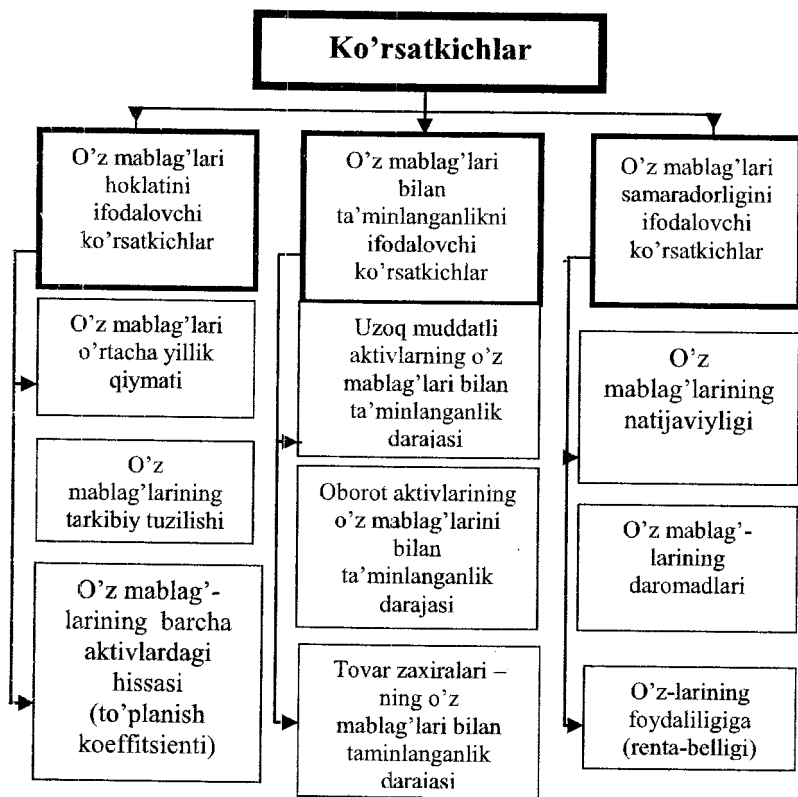 Ko’rsatkichlar
O’z mablag’lari
hoklatini
ifodalovchi
ko’rsatkichlar
O’z mablag’lari
o’rtacha yillik
qiymati
O’z
mablag’larining
tarkibiy tuzilishi
O’z mablag’-
larining barcha
aktivlardagi
hissasi
(to’planish
koeffitsienti)
O’z mablag’lari
bilan
ta’minlanganlikni
ifodalovchi
ko’rsatkichlar
Uzoq muddatli
aktivlarning o’z
mablag’lari bilan
ta’minlanganlik
darajasi
Oborot aktivlarining
o’z mablag’larini
bilan
ta’minlanganlik
darajasi
Tovar zaxiralari –
ning o’z
mablag’lari bilan
taminlanganlik
darajasi
O’z mablag’lari
samaradorligini
ifodalovchi
ko’rsatkichlar
O’z
mablag’larining
natijaviyligi
O’z mablag’-
larining
daromadlari
O’z-larining
foydaliligiga
(renta-belligi)